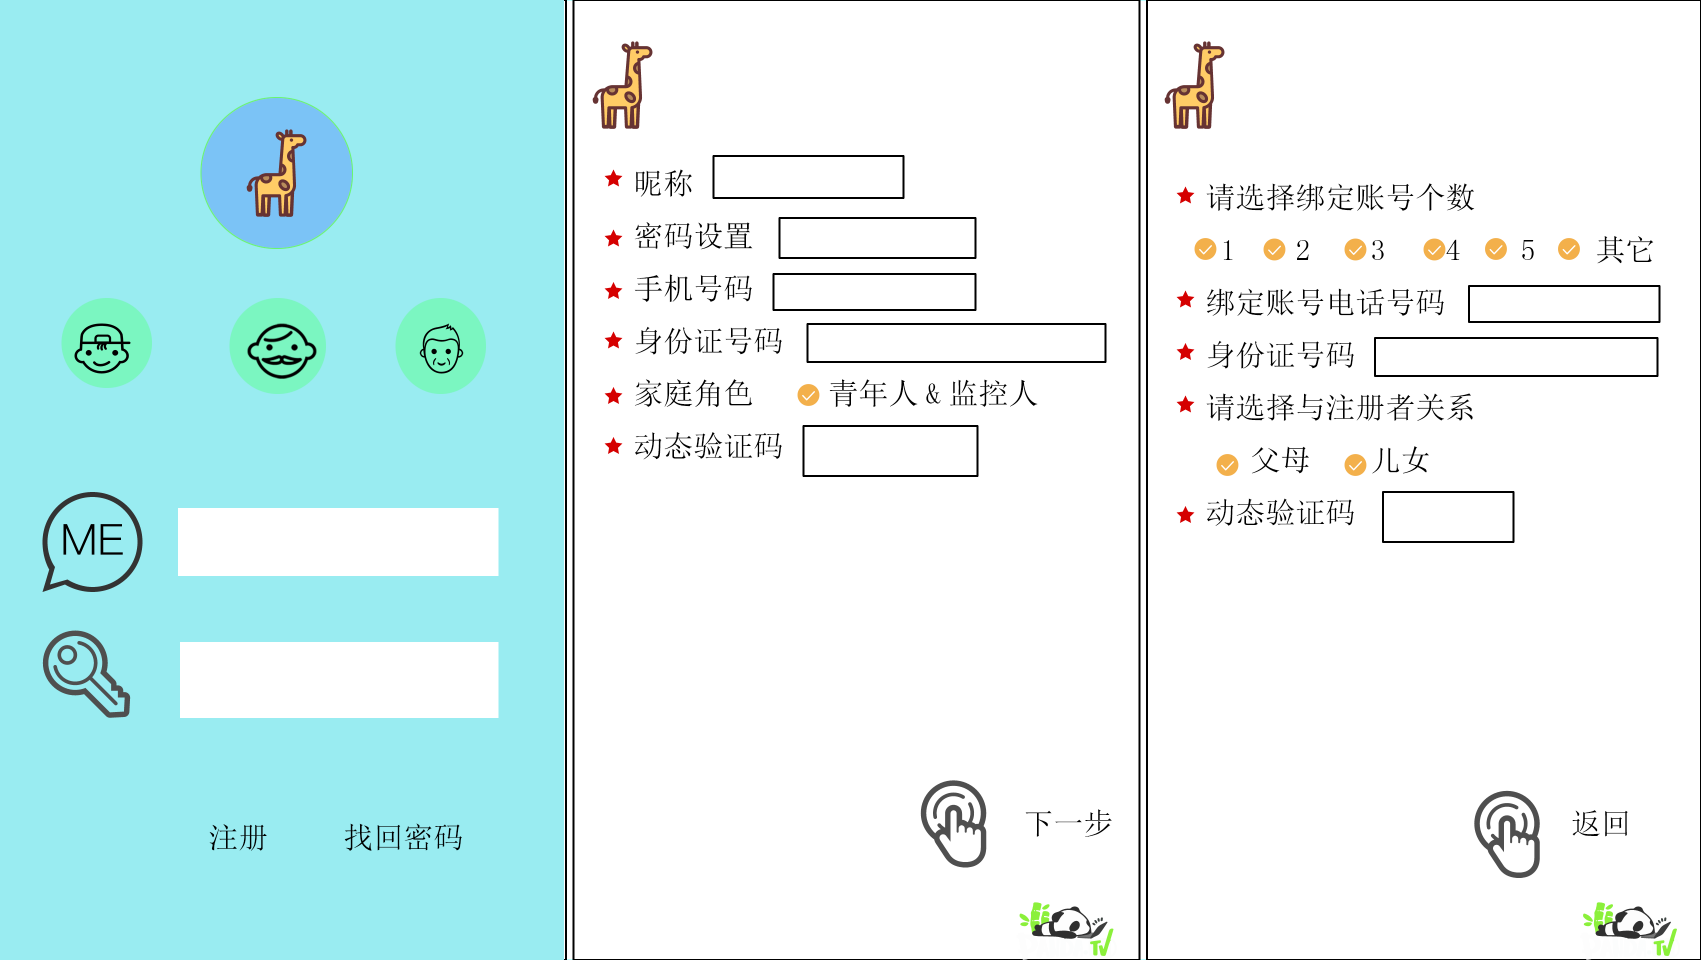 ME
注册 找回密码
昵称
密码设置
手机号码
身份证号码
家庭角色 青年人 & 监控人
动态验证码
下一步
TV
请选择绑定账号个数
1 2 3 4 5 其它
绑定账号电话号码
身份证号码
请选择与注册者关系
父母 儿女
动态验证码
返回
TV